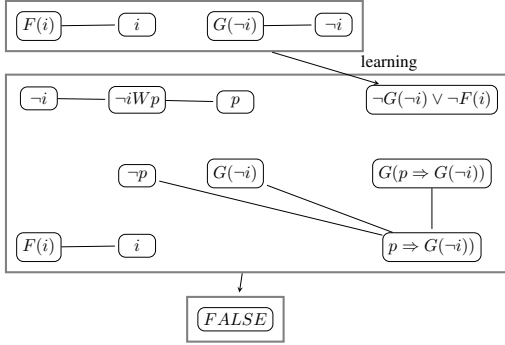 F(i) i G(¬i) ¬i
learning
¬i ¬iWp p ¬G(¬i) ∨ ¬F(i)
¬p G(¬i) G(p ⇒ G(¬i))
F(i) i p ⇒ G(¬i))
FALSE